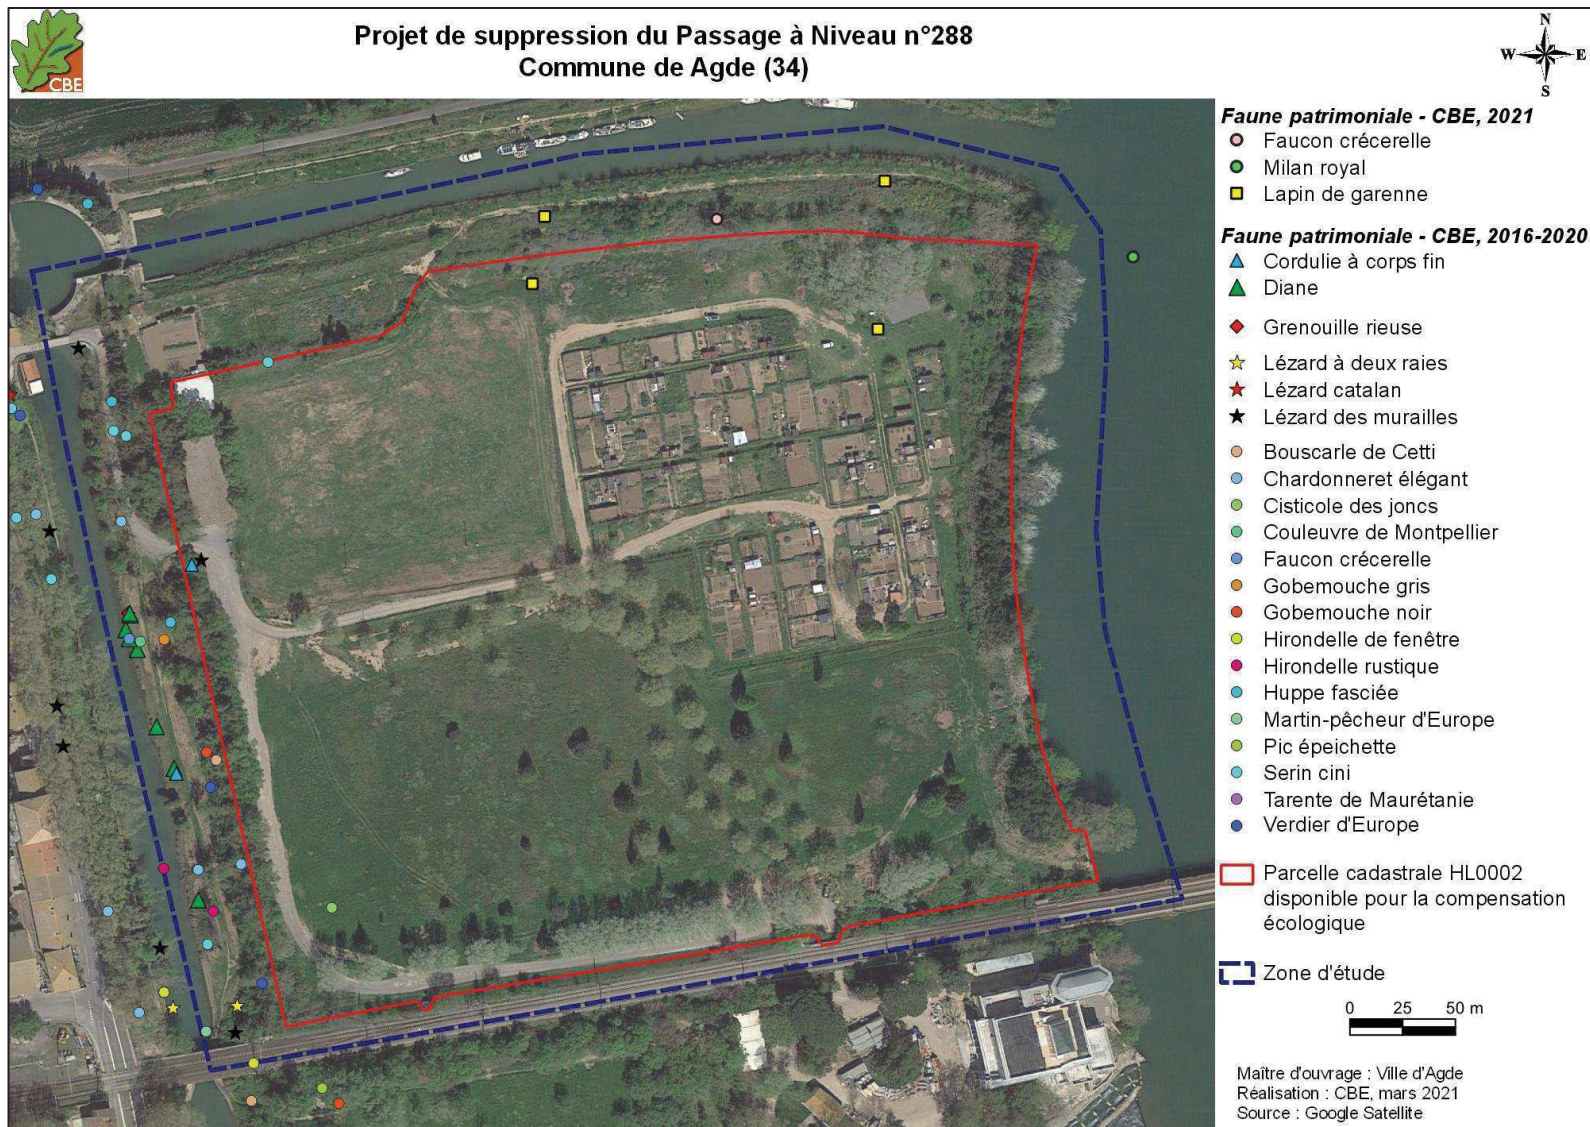 Projet de suppression du Passage à Niveau n°288
Commune de Agde (34)
CBE
N
W
E
S
Faune patrimoniale - CBE, 2021
Faucon crécerelle
Milan royal
Lapin de garenne
Faune patrimoniale - CBE, 2016-2020
Cordulie à corps fin
Diane
Grenouille rieuse
Lézard à deux raies
Lézard catalan
Lézard des murailles
Bouscarle de Cetti
Chardonneret élégant
Cisticole des joncs
Couleuvre de Montpellier
Faucon crécerelle
Gobemouche gris
Gobemouche noir
Hirondelle de fenêtre
Hirondelle rustique
Huppe fasciée
Martin-pêcheur d'Europe
Pic épeichette
Serin cini
Tarente de Maurétanie
Verdier d'Europe
Parcelle cadastrale HL0002
disponible pour la compensation
écologique
Zone d'étude
0 25 50 m
Maître d'ouvrage : Ville d'Agde
Réalisation : CBE, mars 2021
Source : Google Satellite